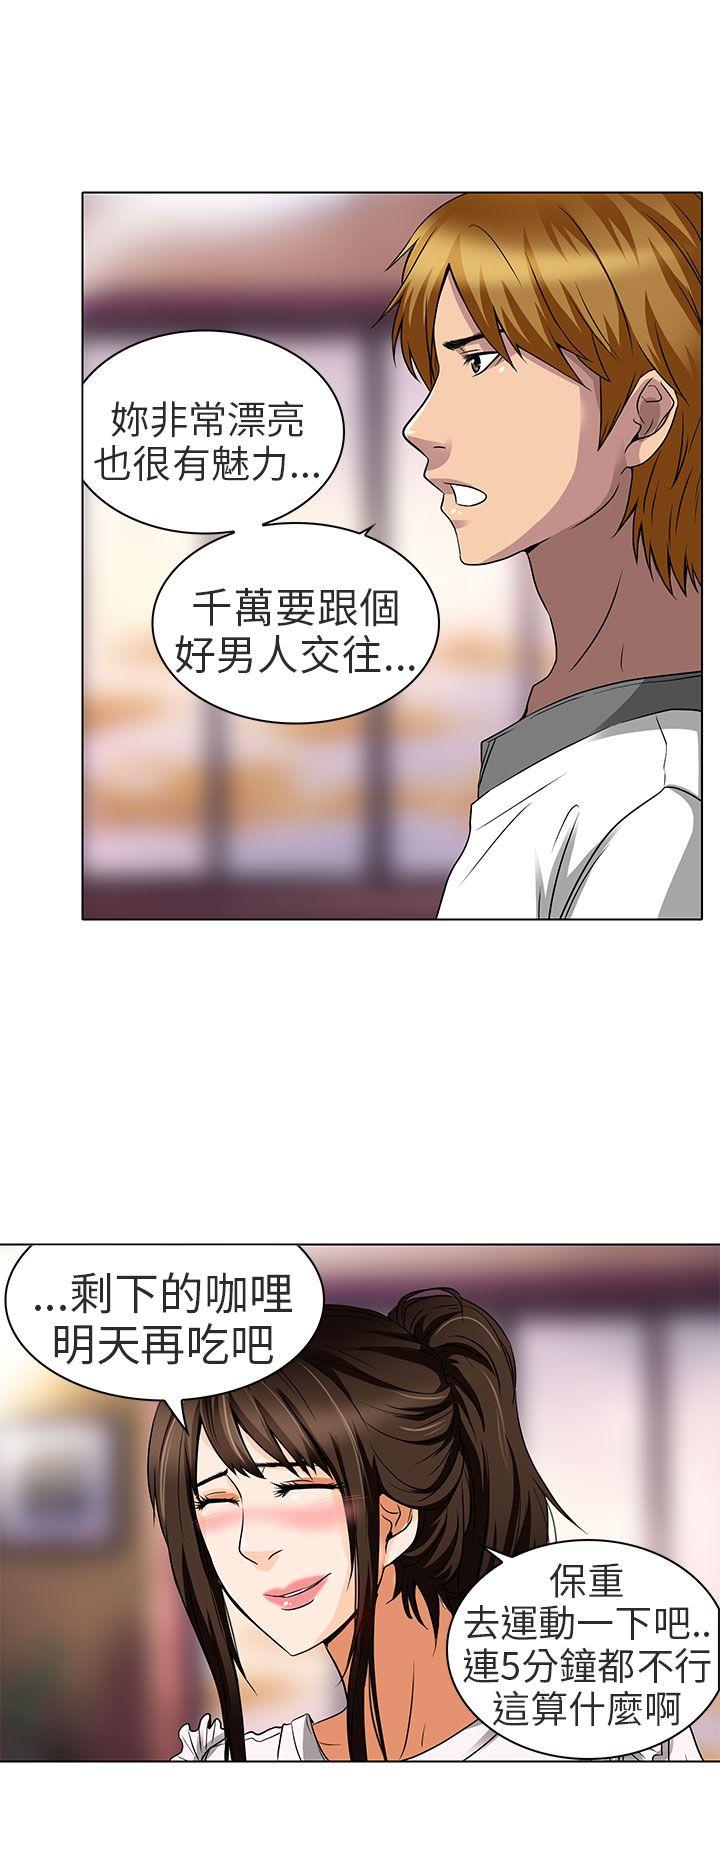 妳非常漂亮
也很有魅力...
千萬要跟個
好男人交往...
...剩下的咖哩
明天再吃吧
保重
去運動一下吧..
連5分鐘都不行
這算什麼啊